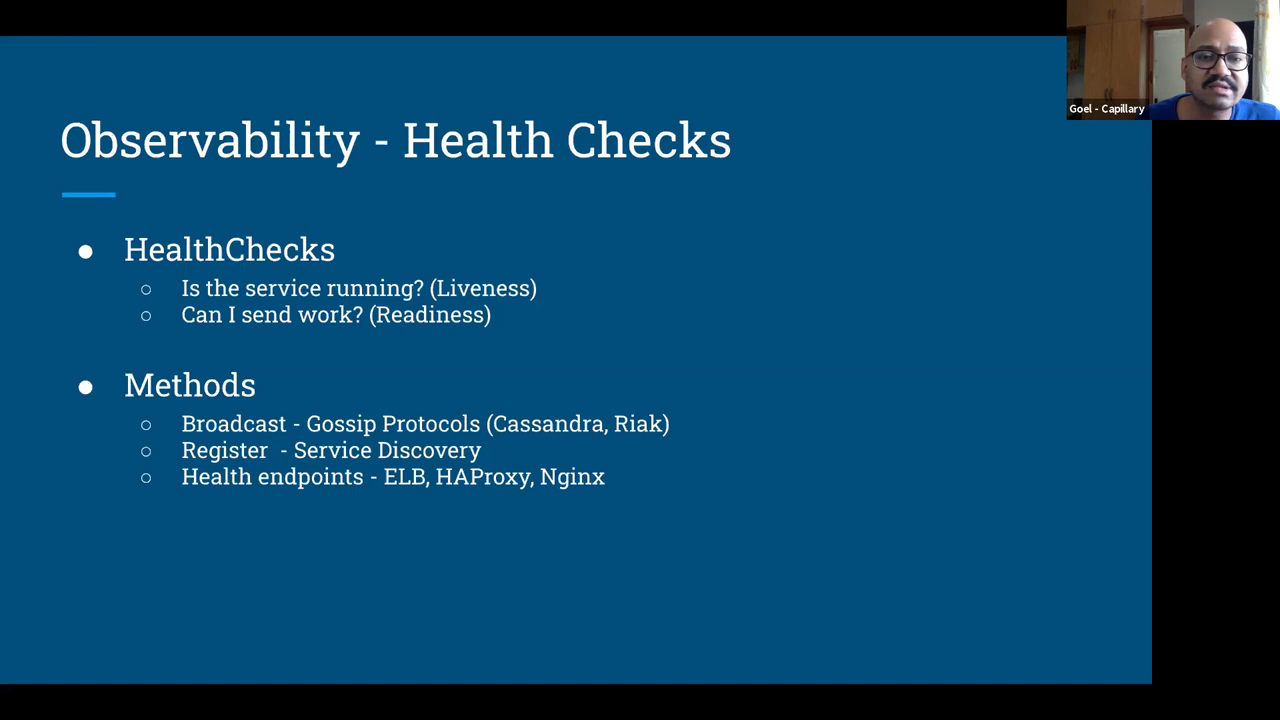 Observability - Health Checks
● HealthChecks
○ Is the service running? (Liveness)
○ Can I send work? (Readiness)
● Methods
○ Broadcast - Gossip Protocols (Cassandra, Riak)
○ Register - Service Discovery
○ Health endpoints - ELB, HAProxy, Nginx
Goel - Capillary